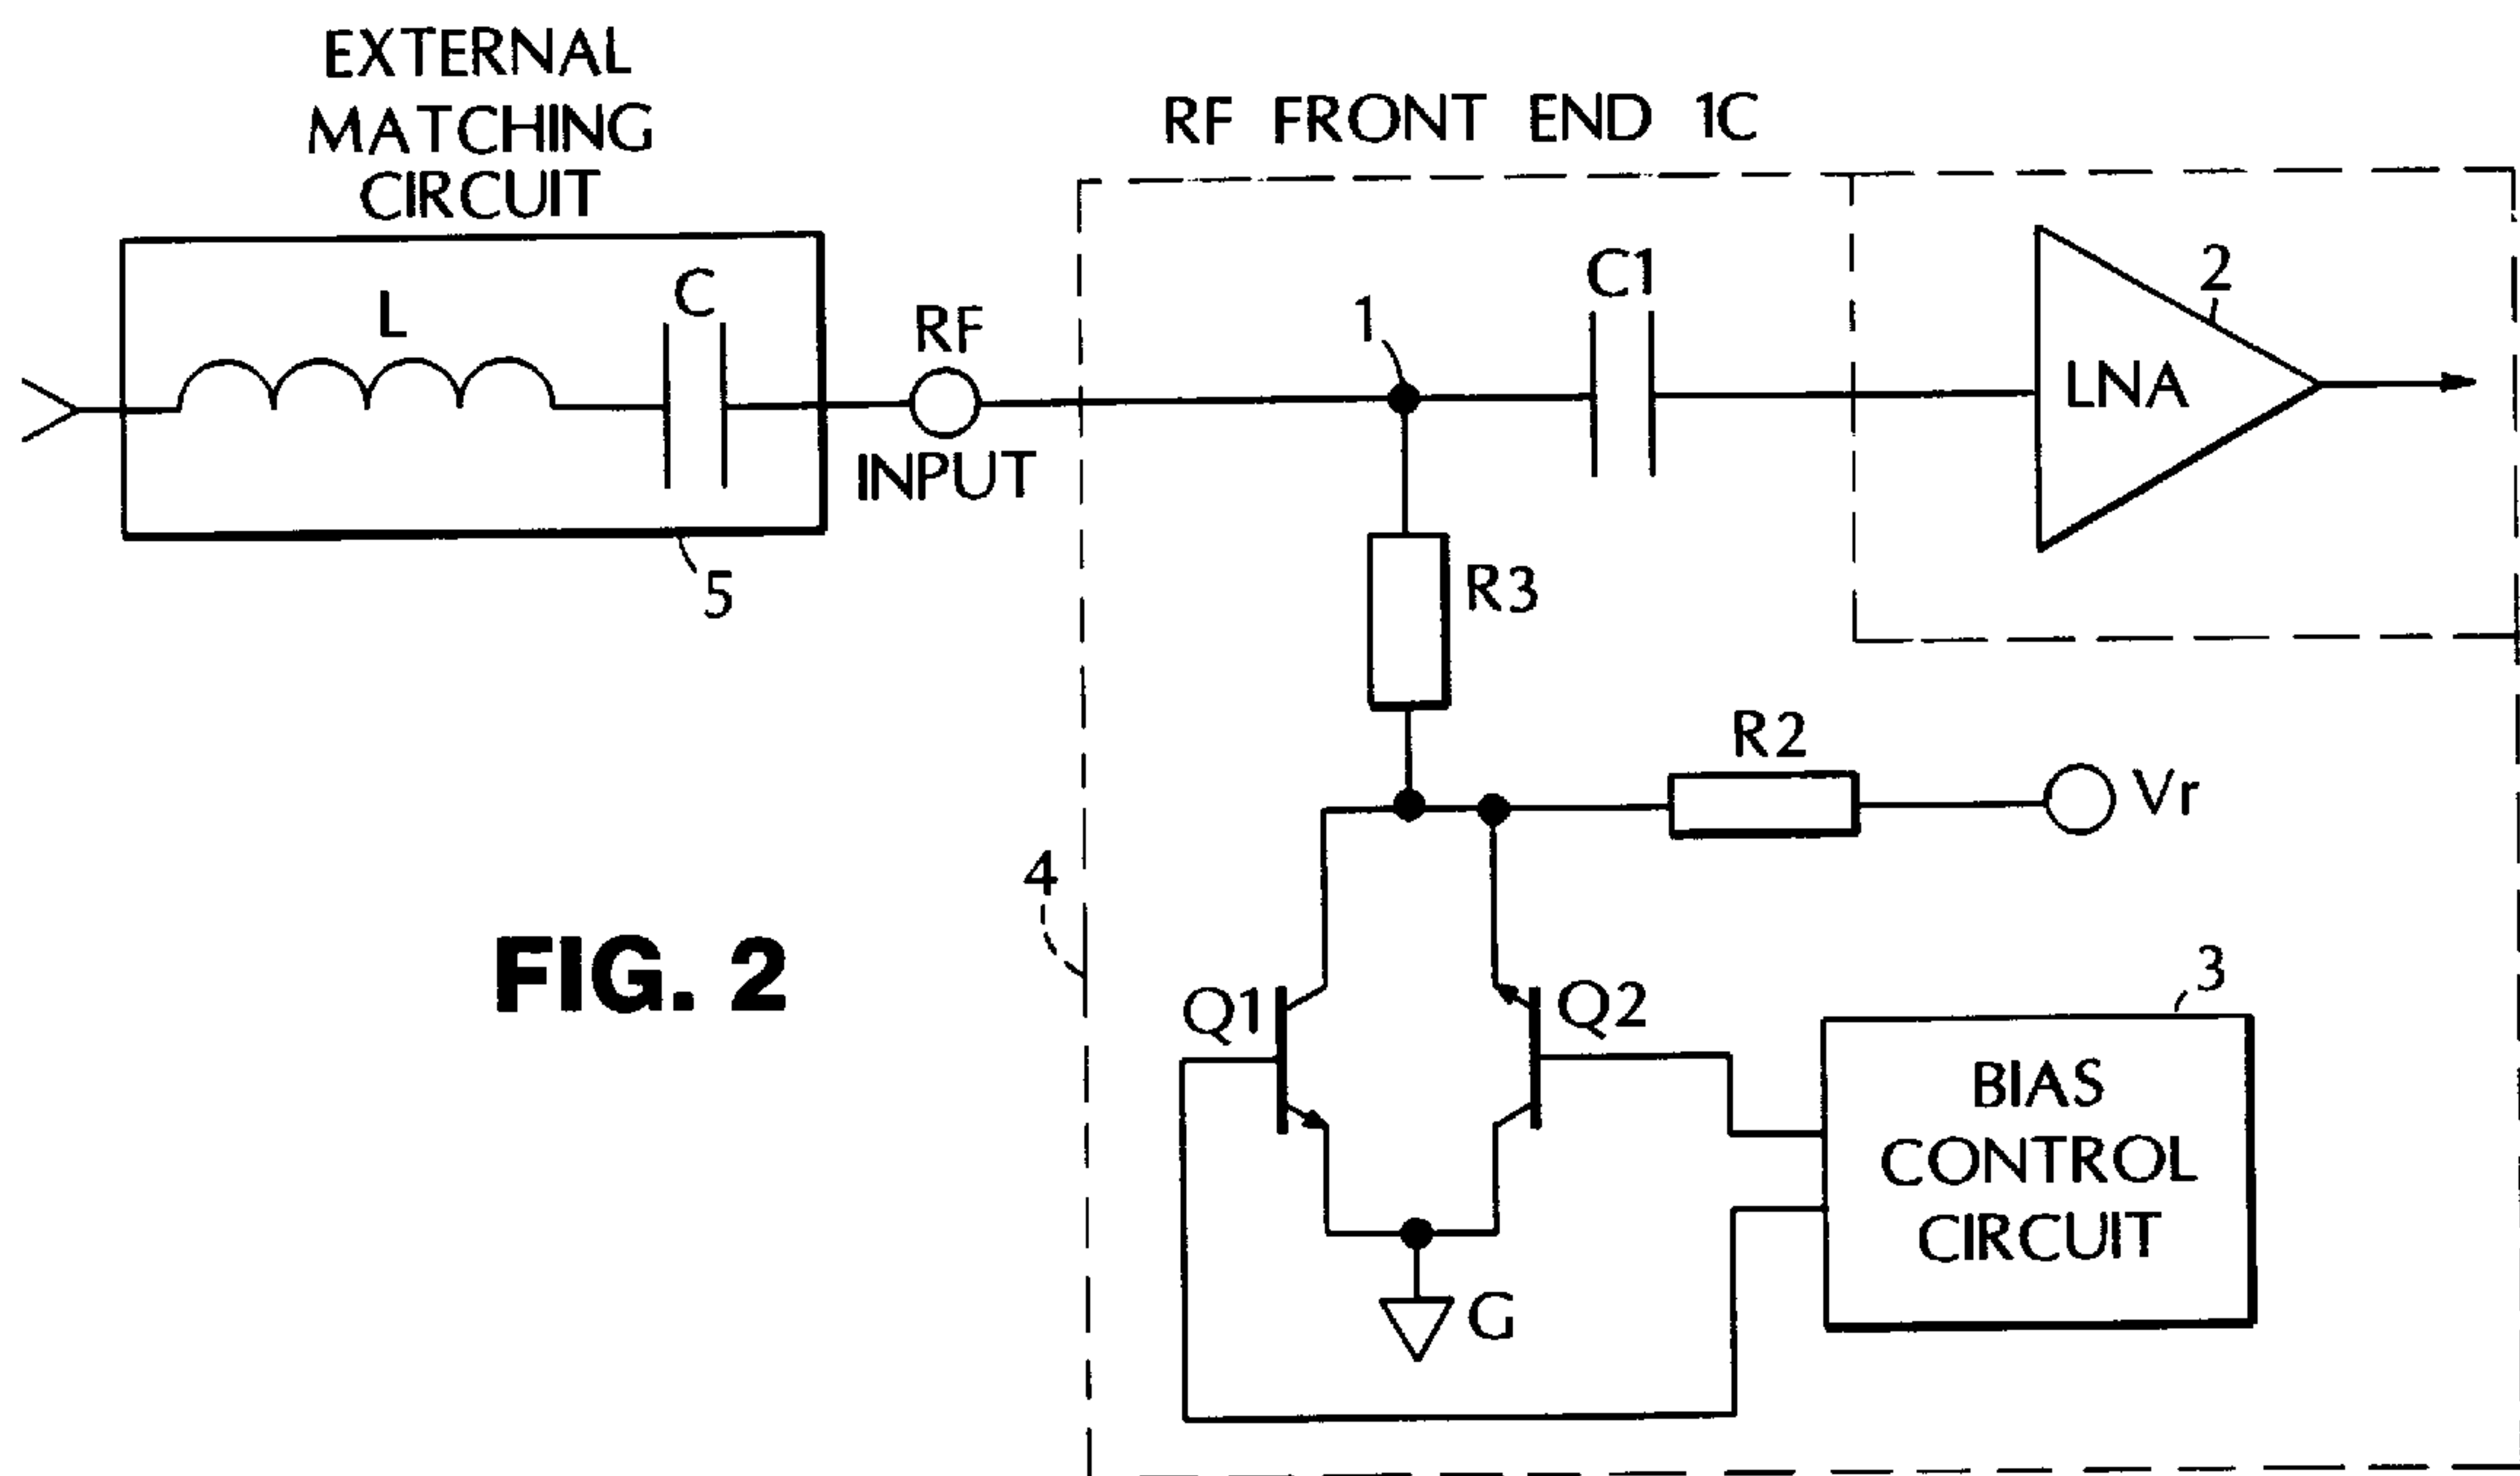 EXTERNAL
MATCHING
CIRCUIT
RF FRONT END 1C
L
C
RF
INPUT
1
C1
2
LNA
5
R3
R2
Vr
4
FIG. 2
Q1
Q2
3
BIAS
CONTROL
CIRCUIT
G